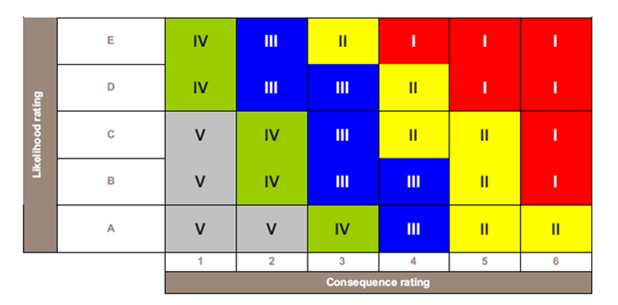 Likelihood rating
E IV III II I I I
D IV III III II I I
C V IV III II II I
B V IV III III II I
A V V IV III II II
1 2 3 4 5 6
Consequence rating